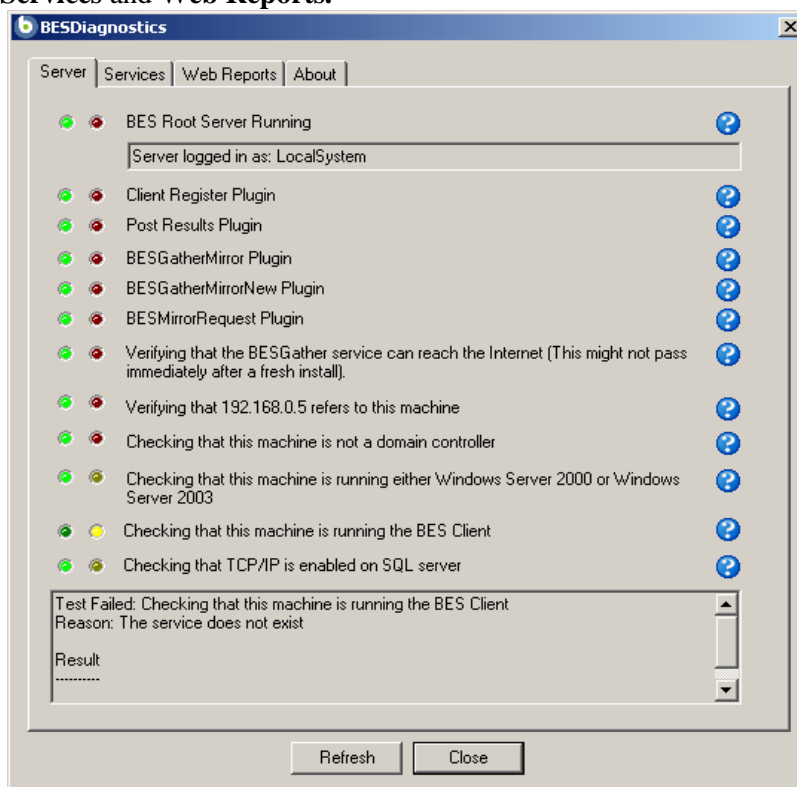 Services and Web Reports.
BESDiagnostics
Server Services Web Reports About
BES Root Server Running
Server logged in as: LocalSystem
Client Register Plugin
Post Results Plugin
BESGatherMirror Plugin
BESGatherMirrorNew Plugin
BESMirrorRequest Plugin
Verifying that the BESGather service can reach the Internet (This might not pass
immediately after a fresh install).
Verifying that 192.168.0.5 refers to this machine
Checking that this machine is not a domain controller
Checking that this machine is running either Windows Server 2000 or Windows
Server 2003
Checking that this machine is running the BES Client
Checking that TCP/IP is enabled on SQL server
Test Failed: Checking that this machine is running the BES Client
Reason: The service does not exist
Result
----------
Refresh Close